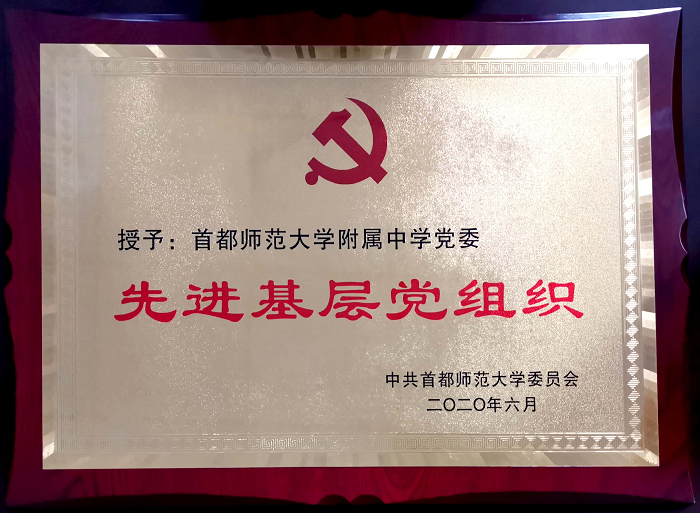 授予：首都师范大学附属中学党委
先进基层党组织
中共首都师范大学委员会
二〇二〇年六月